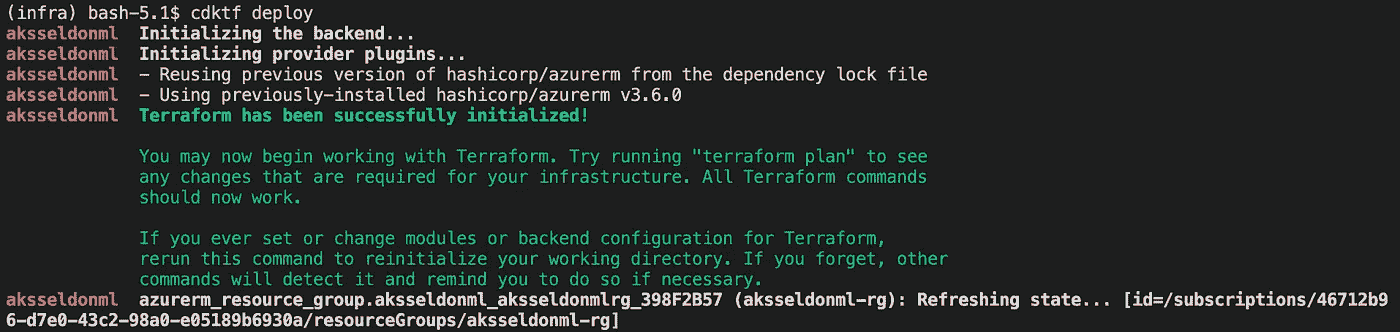 (infra) bash-5.1$ cdktf deploy
aksseldonml Initializing the backend...
aksseldonml Initializing provider plugins...
aksseldonml - Reusing previous version of hashicorp/azurerm from the dependency lock file
aksseldonml - Using previously-installed hashicorp/azurerm v3.6.0
aksseldonml Terraform has been successfully initialized!
You may now begin working with Terraform. Try running "terraform plan" to see
any changes that are required for your infrastructure. All Terraform commands
should now work.
If you ever set or change modules or backend configuration for Terraform,
rerun this command to reinitialize your working directory. If you forget, other
commands will detect it and remind you to do so if necessary.
aksseldonml azurerm_resource_group.aksseldonml_aksseldonmlrg_398F2B57 (aksseldonml-rg): Refreshing state... [id=/subscriptions/46712b9
6-d7e0-43c2-98a0-e05189b6930a/resourceGroups/aksseldonml-rg]